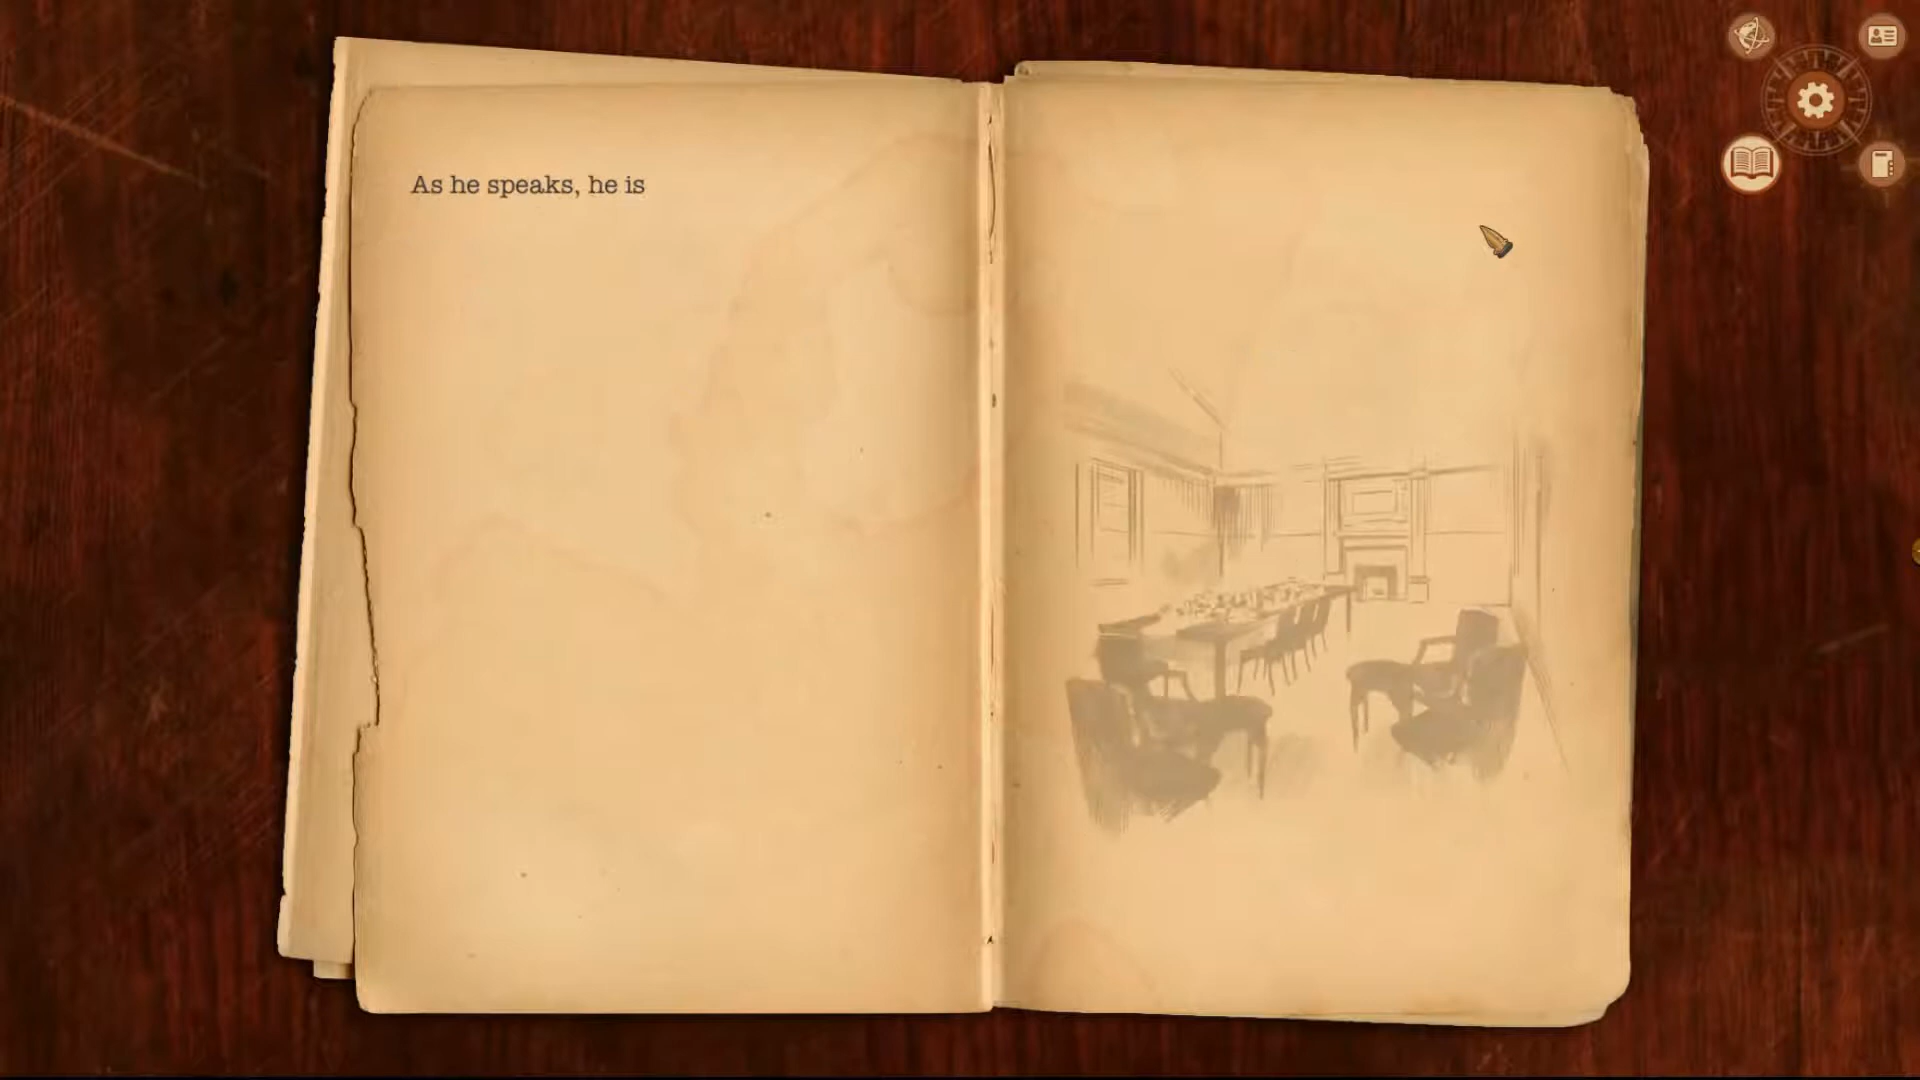 As he speaks, he is